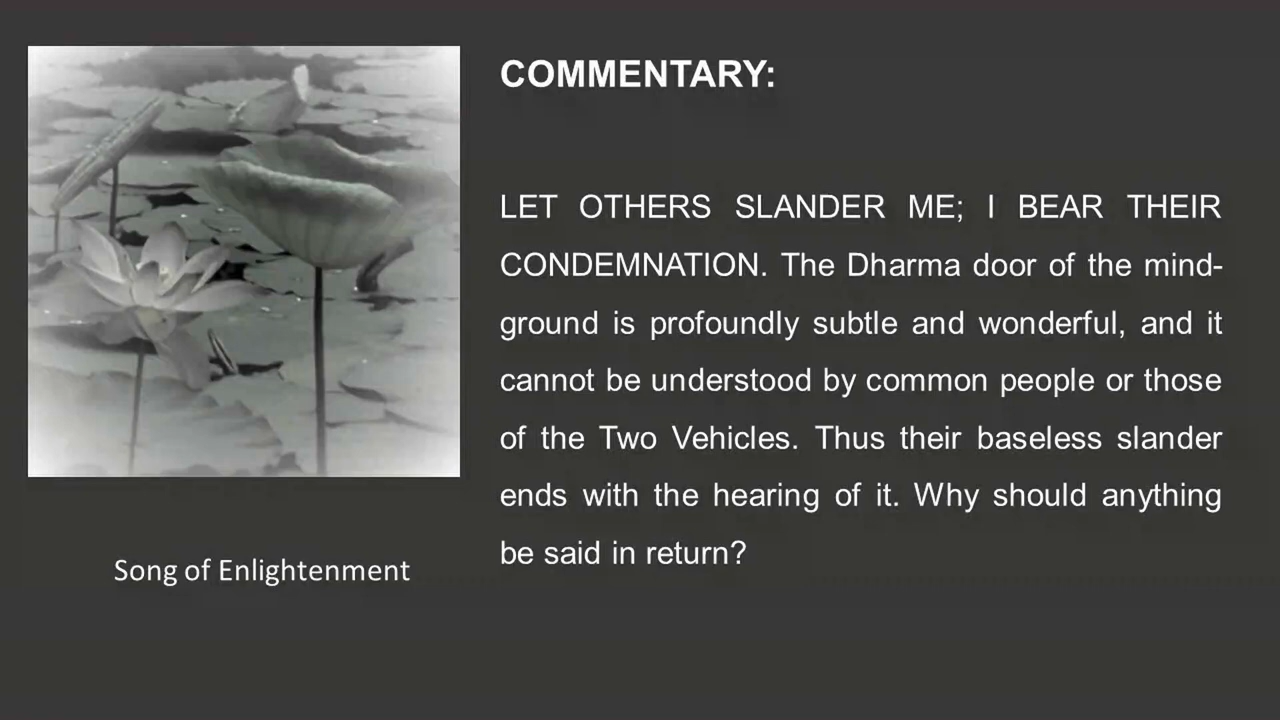 COMMENTARY:
LET OTHERS SLANDER ME; I BEAR THEIR
CONDEMNATION. The Dharma door of the mind-
ground is profoundly subtle and wonderful, and it
cannot be understood by common people or those
of the Two Vehicles. Thus their baseless slander
ends with the hearing of it. Why should anything
be said in return?
Song of Enlightenment